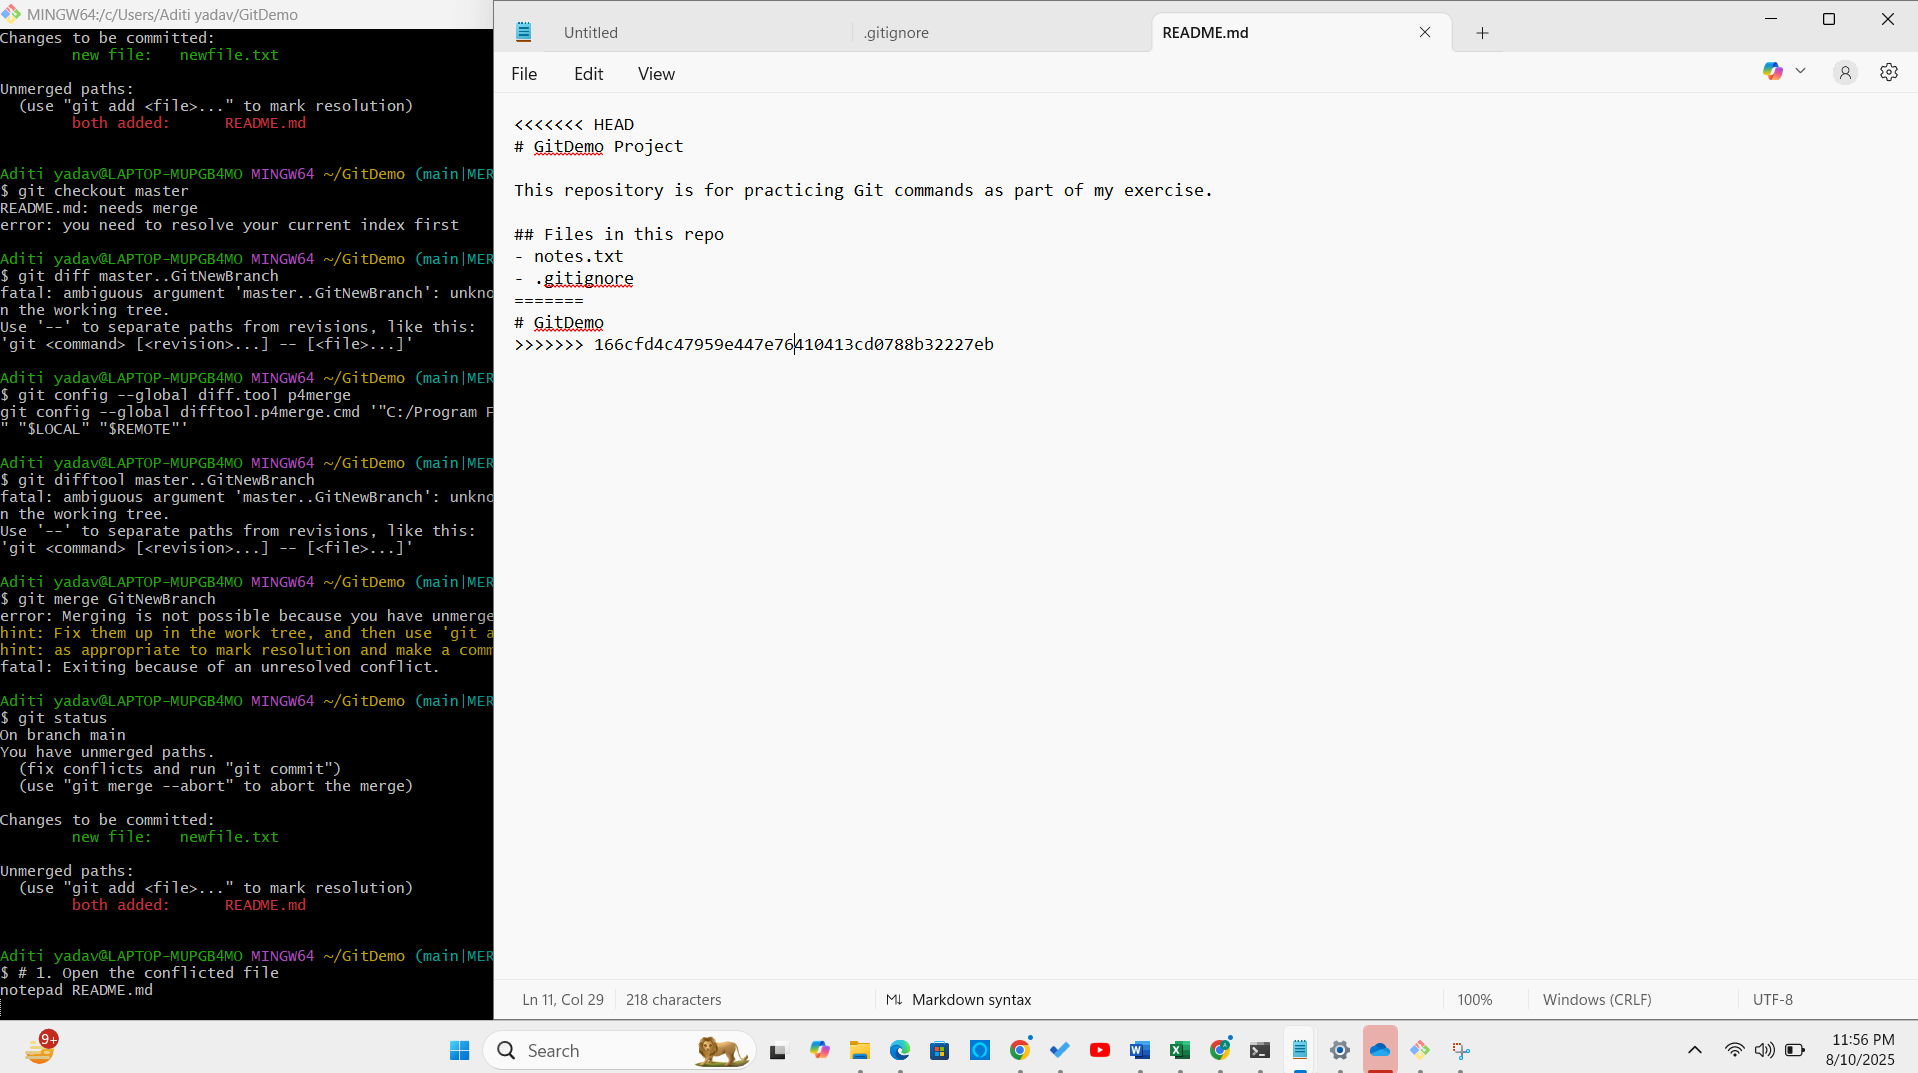 MINGW64:/c/Users/Aditi yadav/GitDemo
Changes to be committed:
        new file:   newfile.txt
Unmerged paths:
  (use "git add <file>..." to mark resolution)
        both added:      README.md
Aditi yadav@LAPTOP-MUPGB4MO MINGW64 ~/GitDemo (main|MER
$ git checkout master
README.md: needs merge
error: you need to resolve your current index first
Aditi yadav@LAPTOP-MUPGB4MO MINGW64 ~/GitDemo (main|MER
$ git diff master..GitNewBranch
fatal: ambiguous argument 'master..GitNewBranch': unkno
n the working tree.
Use '--' to separate paths from revisions, like this:
'git <command> [<revision>...] -- [<file>...]'
Aditi yadav@LAPTOP-MUPGB4MO MINGW64 ~/GitDemo (main|MER
$ git config --global diff.tool p4merge
git config --global difftool.p4merge.cmd '"C:/Program F
" "$LOCAL" "$REMOTE"'
Aditi yadav@LAPTOP-MUPGB4MO MINGW64 ~/GitDemo (main|MER
$ git difftool master..GitNewBranch
fatal: ambiguous argument 'master..GitNewBranch': unkno
n the working tree.
Use '--' to separate paths from revisions, like this:
'git <command> [<revision>...] -- [<file>...]'
Aditi yadav@LAPTOP-MUPGB4MO MINGW64 ~/GitDemo (main|MER
$ git merge GitNewBranch
error: Merging is not possible because you have unmerge
hint: Fix them up in the work tree, and then use 'git a
hint: as appropriate to mark resolution and make a comm
fatal: Exiting because of an unresolved conflict.
Aditi yadav@LAPTOP-MUPGB4MO MINGW64 ~/GitDemo (main|MER
$ git status
On branch main
You have unmerged paths.
  (fix conflicts and run "git commit")
  (use "git merge --abort" to abort the merge)
Changes to be committed:
        new file:   newfile.txt
Unmerged paths:
  (use "git add <file>..." to mark resolution)
        both added:      README.md
Aditi yadav@LAPTOP-MUPGB4MO MINGW64 ~/GitDemo (main|MER
$ # 1. Open the conflicted file
notepad README.md
Untitled
.gitignore
README.md
File Edit View
<<<<<<< HEAD
# GitDemo Project
This repository is for practicing Git commands as part of my exercise.
## Files in this repo
- notes.txt
- .gitignore
=======
# GitDemo
>>>>>>> 166cfd4c47959e447e76410413cd0788b32227eb
Ln 11, Col 29
218 characters
M↓ Markdown syntax
100%
Windows (CRLF)
UTF-8
9+
Search
11:56 PM
8/10/2025